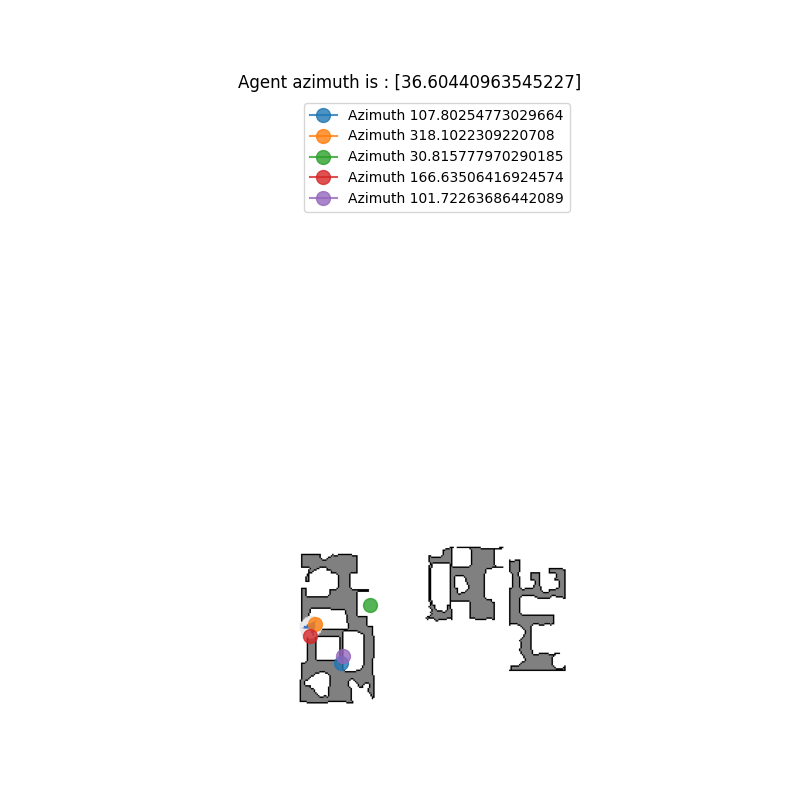 Agent azimuth is : [36.60440963545227]
Azimuth 107.80254773029664
Azimuth 318.1022309220708
Azimuth 30.815777970290185
Azimuth 166.63506416924574
Azimuth 101.72263686442089